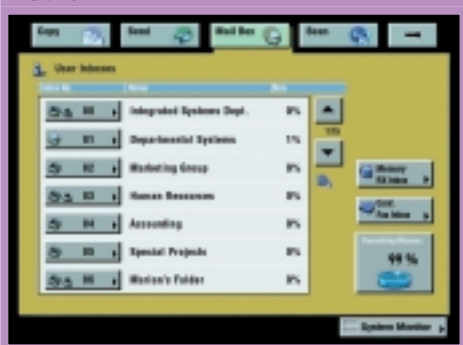 Copy Send Mail Box Scan
User Inboxes
Inbox No. Name Size
00 Integrated Systems Dept. 0%
01 Departmental Systems 1%
02 Marketing Group 0%
03 Human Resources 0%
04 Accounting 0%
05 Special Projects 0%
06 Marion's Folder 0%
Memory
RX Inbox
Conf.
Fax Inbox
99 %
System Monitor